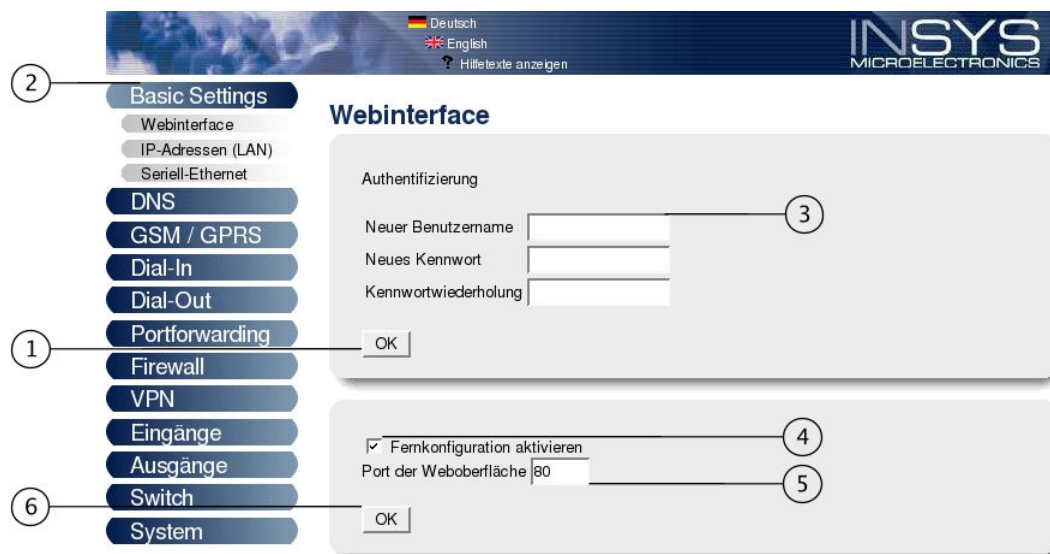 Deutsch
English
? Hilfetexte anzeigen
INSYS
MICROELECTRONICS
2
Basic Settings
Webinterface
IP-Adressen (LAN)
Seriell-Ethernet
DNS
GSM / GPRS
Dial-In
Dial-Out
Portforwarding
Firewall
VPN
Eingänge
Ausgänge
Switch
System
Webinterface
Authentifizierung
Neuer Benutzername
3
Neues Kennwort
Kennwortwiederholung
1
OK
Fernkonfiguration aktivieren
4
Port der Weboberfläche 80
5
6
OK